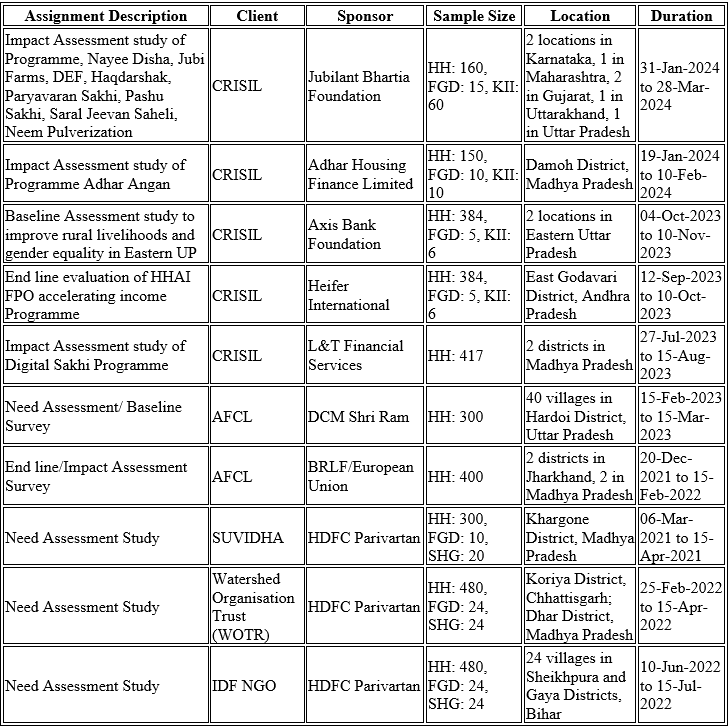 Assignment Description Client Sponsor Sample Size Location Duration
Impact Assessment study of
Programme, Nayee Disha, Jubi
Farms, DEF, Haqdarshak,
Paryavaran Sakhi, Pashu
Sakhi, Saral Jeevan Saheli,
Neem Pulverization
CRISIL
Jubilant Bhartia
Foundation
HH: 160,
FGD: 15, KII:
60
2 locations in
Karnataka, 1 in
Maharashtra, 2
in Gujarat, 1 in
Uttarakhand, 1
in Uttar Pradesh
31-Jan-2024
to 28-Mar-
2024
Impact Assessment study of
Programme Adhar Angan
CRISIL
Adhar Housing
Finance Limited
HH: 150,
FGD: 10, KII:
10
Damoh District,
Madhya Pradesh
19-Jan-2024
to 10-Feb-
2024
Baseline Assessment study to
improve rural livelihoods and
gender equality in Eastern UP
CRISIL
Axis Bank
Foundation
HH: 384,
FGD: 5, KII:
6
2 locations in
Eastern Uttar
Pradesh
04-Oct-2023
to 10-Nov-
2023
End line evaluation of HHAI
FPO accelerating income
Programme
CRISIL
Heifer
International
HH: 384,
FGD: 5, KII:
6
East Godavari
District, Andhra
Pradesh
12-Sep-2023
to 10-Oct-
2023
Impact Assessment study of
Digital Sakhi Programme
CRISIL
L&T Financial
Services
HH: 417
2 districts in
Madhya Pradesh
27-Jul-2023
to 15-Aug-
2023
Need Assessment/ Baseline
Survey
AFCL
DCM Shri Ram
HH: 300
40 villages in
Hardoi District,
Uttar Pradesh
15-Feb-2023
to 15-Mar-
2023
End line/Impact Assessment
Survey
AFCL
BRLF/European
Union
HH: 400
2 districts in
Jharkhand, 2 in
Madhya Pradesh
20-Dec-
2021 to 15-
Feb-2022
Need Assessment Study
SUVIDHA
HDFC Parivartan
HH: 300,
FGD: 10,
SHG: 20
Khargone
District, Madhya
Pradesh
06-Mar-
2021 to 15-
Apr-2021
Need Assessment Study
Watershed
Organisation
Trust
(WOTR)
HDFC Parivartan
HH: 480,
FGD: 24,
SHG: 24
Koriya District,
Chhattisgarh;
Dhar District,
Madhya Pradesh
25-Feb-2022
to 15-Apr-
2022
Need Assessment Study
IDF NGO
HDFC Parivartan
HH: 480,
FGD: 24,
SHG: 24
24 villages in
Sheikhpura and
Gaya Districts,
Bihar
10-Jun-2022
to 15-Jul-
2022